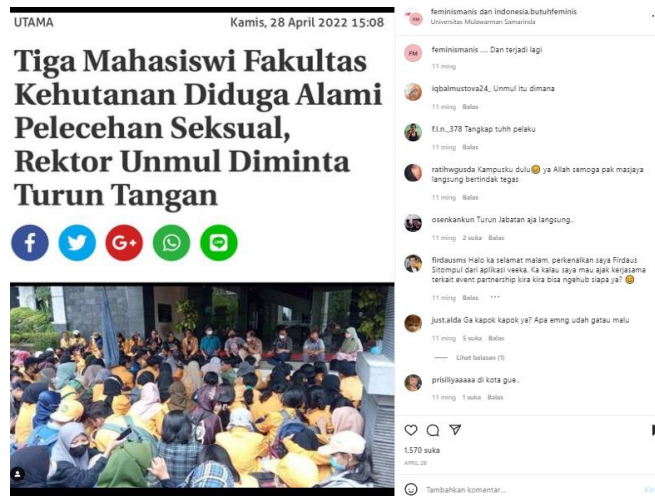 UTAMA
Kamis, 28 April 2022 15:08
Tiga Mahasiswi Fakultas
Kehutanan Diduga Alami
Pelecehan Seksual,
Rektor Unmul Diminta
Turun Tangan
feminismanis dan indonesia.butuhfeminis
Universitas Mulawarman Samarinda
FM
feminismanis .... Dan terjadi lagi
11 ming
iqbalmustova24_ Unmul itu dimana
11 ming Balas
f.l.n._378 Tangkap tuhh pelaku
11 ming Balas
ratihwgusda Kampusku dulu😢 ya Allah semoga pak masjaya
langsung bertindak tegas
11 ming Balas
osenkankun Turun Jabatan aja langsung..
11 ming 2 suka Balas
firdausms Halo ka selamat malam, perkenalkan saya Firdaus
Sitompul dari aplikasi veeka. Ka kalau saya mau ajak kerjasama
terkait event partnership kira kira bisa ngehub siapa ya? 😊
11 ming Balas
just.alda Ga kapok kapok ya? Apa emng udah gatau malu
11 ming 5 suka Balas
Lihat balasan (1)
prisiliyaaaaa di kota gue..
11 ming 1 suka Balas
1,570 suka
APRIL 28
Tambahkan komentar...